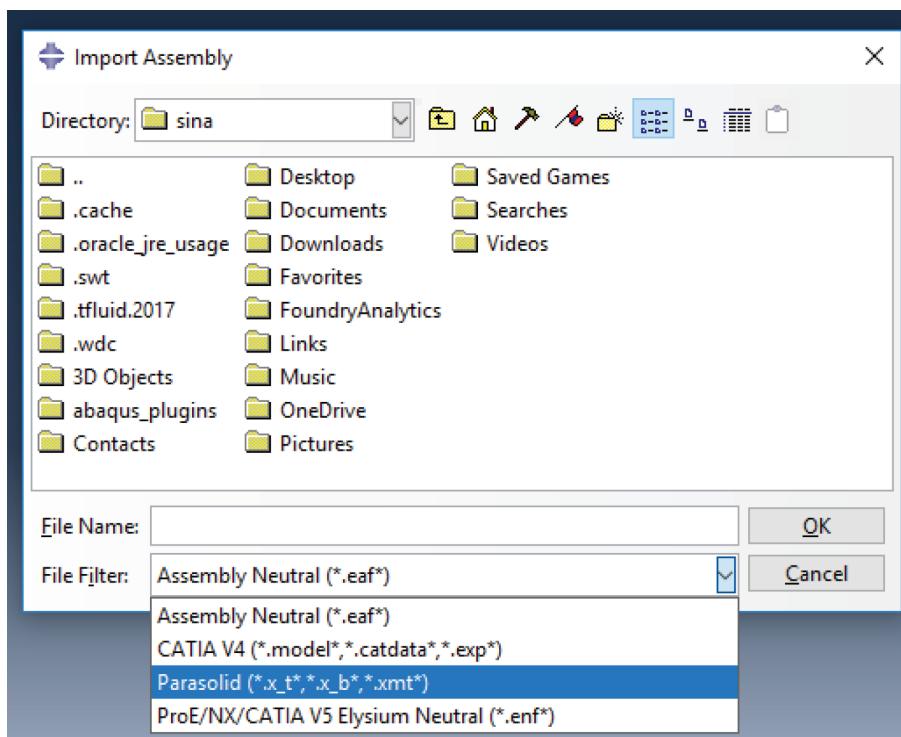 Import Assembly
Directory: sina
.. Desktop Saved Games
.cache Documents Searches
.oracle_jre_usage Downloads Videos
.swt Favorites
.tfluid.2017 FoundryAnalytics
.wdc Links
3D Objects Music
abaqus_plugins OneDrive
Contacts Pictures
File Name: OK
File Filter: Assembly Neutral (*.eaf*) Cancel
Assembly Neutral (*.eaf*)
CATIA V4 (*.model*,*.catdata*,*.exp*)
Parasolid (*.x_t*,*.x_b*,*.xmt*)
ProE/NX/CATIA V5 Elysium Neutral (*.enf*)